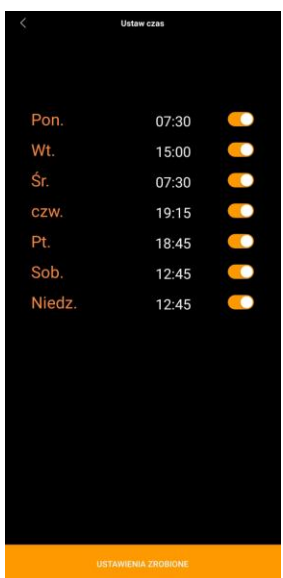 Ustaw czas
Pon. 07:30
Wt. 15:00
Śr. 07:30
czw. 19:15
Pt. 18:45
Sob. 12:45
Niedz. 12:45
USTAWIENIA ZROBIONE